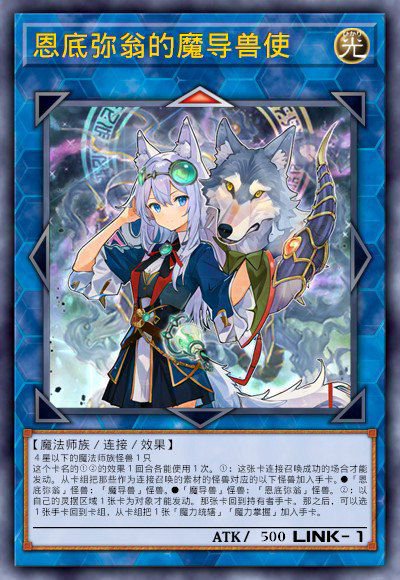 恩底弥翁的魔导兽使
光
【魔法师族/连接/效果】
4星以下的魔法师族怪兽1只
这个卡名的①②的效果1回合各能使用1次。①：这张卡连接召唤成功的场合才能
发动。从卡组把那些作为连接召唤的素材的怪兽对应的以下怪兽加入手卡。●「恩
底弥翁」怪兽：「魔导兽」怪兽。●「魔导兽」怪兽：「恩底弥翁」怪兽。②：以
自己的灵摆区域1张卡为对象才能发动。那张卡回到持有者手卡。那之后，可以选
1张手卡回到卡组，从卡组把1张「魔力统辖」「魔力掌握」加入手卡。
ATK/ 500 LINK-1